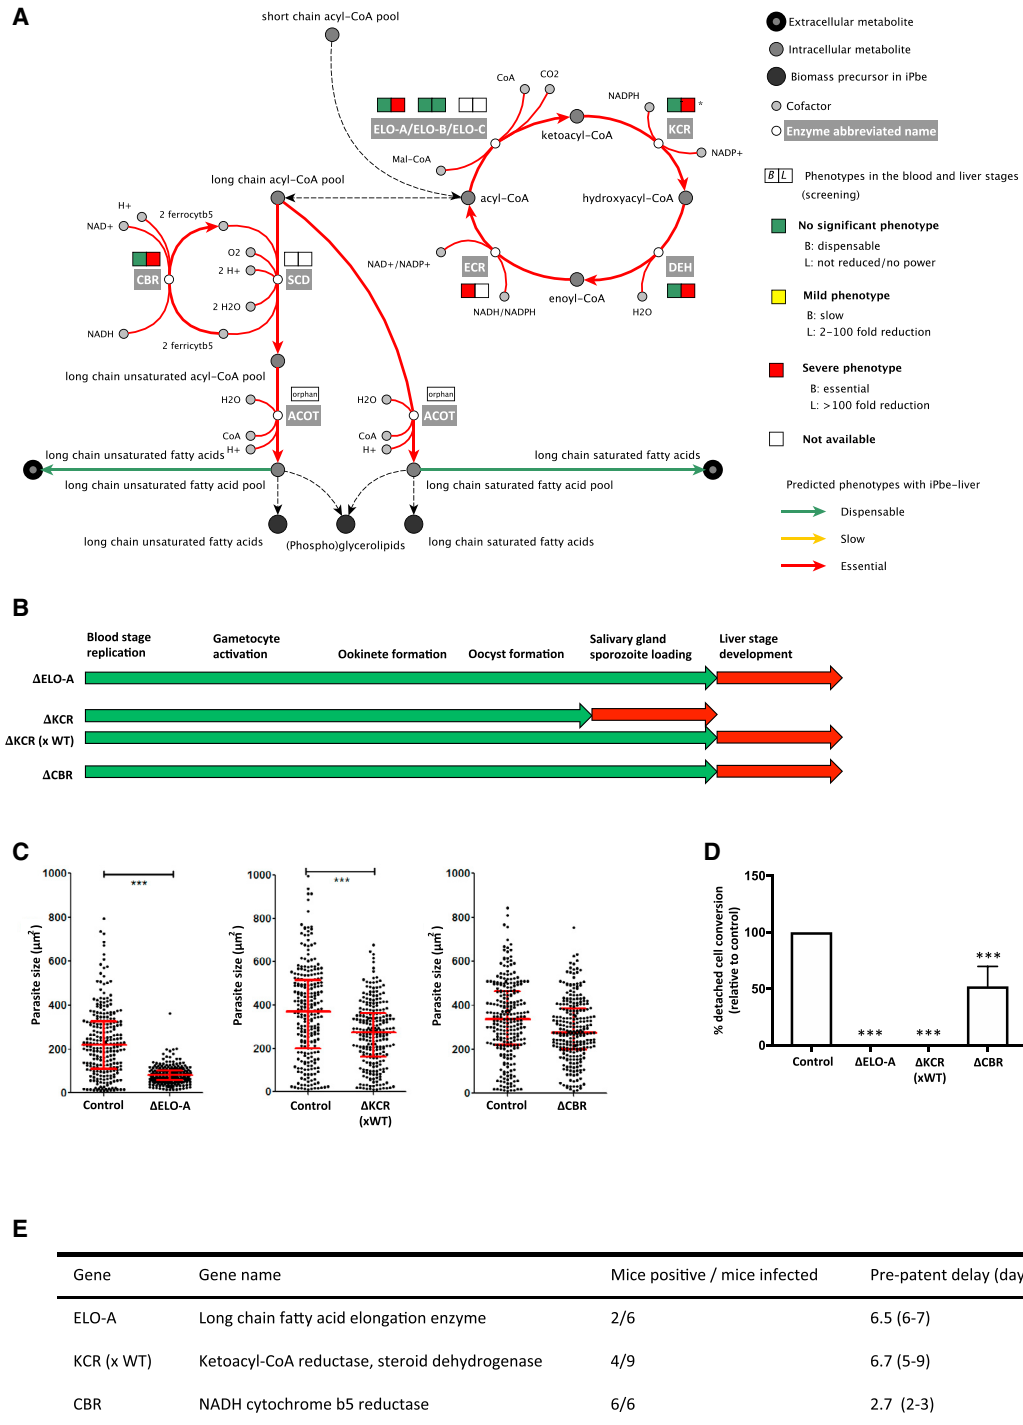 A
short chain acyl-CoA pool
CoA
CO2
NADPH
ELO-A/ELO-B/ELO-C
ketoacyl-CoA
KCR
*
Mal-CoA
NADP+
long chain acyl-CoA pool
acyl-CoA
hydroxyacyl-CoA
H+
2 ferrocytb5
NAD+
O2
2 H+
CBR
SCD
NAD+/NADP+
ECR
DEH
enoyl-CoA
2 H2O
NADH/NADPH
H2O
NADH
2 ferricytb5
long chain unsaturated acyl-CoA pool
orphan
orphan
H2O
ACOT
H2O
ACOT
CoA
H+
CoA
H+
long chain unsaturated fatty acids
long chain saturated fatty acids
long chain unsaturated fatty acid pool
long chain saturated fatty acid pool
long chain unsaturated fatty acids
(Phospho)glycerolipids
long chain saturated fatty acids
Extracellular metabolite
Intracellular metabolite
Biomass precursor in iPbe
Cofactor
Enzyme abbreviated name
B L
Phenotypes in the blood and liver stages
(screening)
No significant phenotype
B: dispensable
L: not reduced/no power
Mild phenotype
B: slow
L: 2-100 fold reduction
Severe phenotype
B: essential
L: >100 fold reduction
Not available
Predicted phenotypes with iPbe-liver
Dispensable
Slow
Essential
B
Blood stage
replication
Gametocyte
activation
Ookinete formation
Oocyst formation
Salivary gland
sporozoite loading
Liver stage
development
ΔELO-A
ΔKCR
ΔKCR (x WT)
ΔCBR
C
Parasite size (µm²)
1000
800
600
400
200
0
***
Control
ΔELO-A
Parasite size (µm²)
1000
800
600
400
200
0
***
Control
ΔKCR
(xWT)
Parasite size (µm²)
1000
800
600
400
200
0
Control
ΔCBR
D
% detached cell conversion
(relative to control)
150
100
50
0
***
***
***
Control
ΔELO-A
ΔKCR
(xWT)
ΔCBR
E
Gene Gene name Mice positive / mice infected Pre-patent delay (day
ELO-A Long chain fatty acid elongation enzyme 2/6 6.5 (6-7)
KCR (x WT) Ketoacyl-CoA reductase, steroid dehydrogenase 4/9 6.7 (5-9)
CBR NADH cytochrome b5 reductase 6/6 2.7 (2-3)